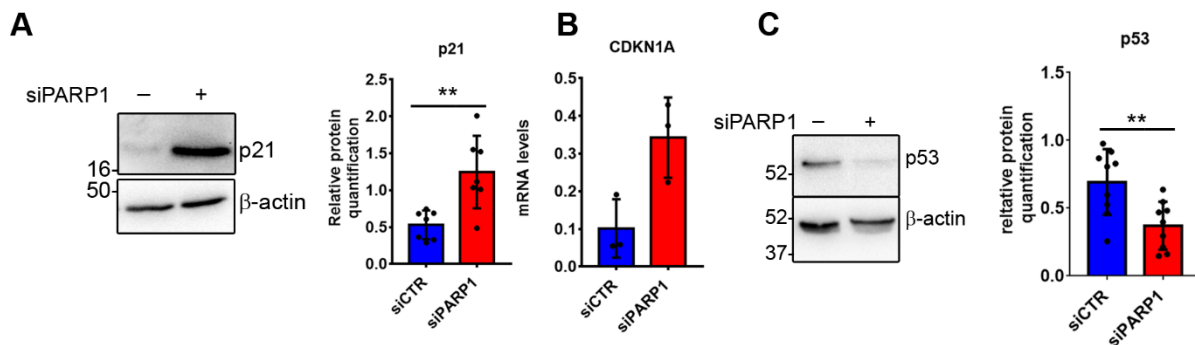 A
siPARP1 – +
p21
16
50
β-actin
p21
Relative protein
quantification
2.5
2.0
1.5
1.0
0.5
0.0
**
siCTR
siPARP1
B
CDKN1A
mRNA levels
0.5
0.4
0.3
0.2
0.1
0.0
siCTR
siPARP1
C
siPARP1 – +
p53
52
52
β-actin
37
p53
reltative protein
quantification
1.5
1.0
0.5
0.0
**
siCTR
siPARP1